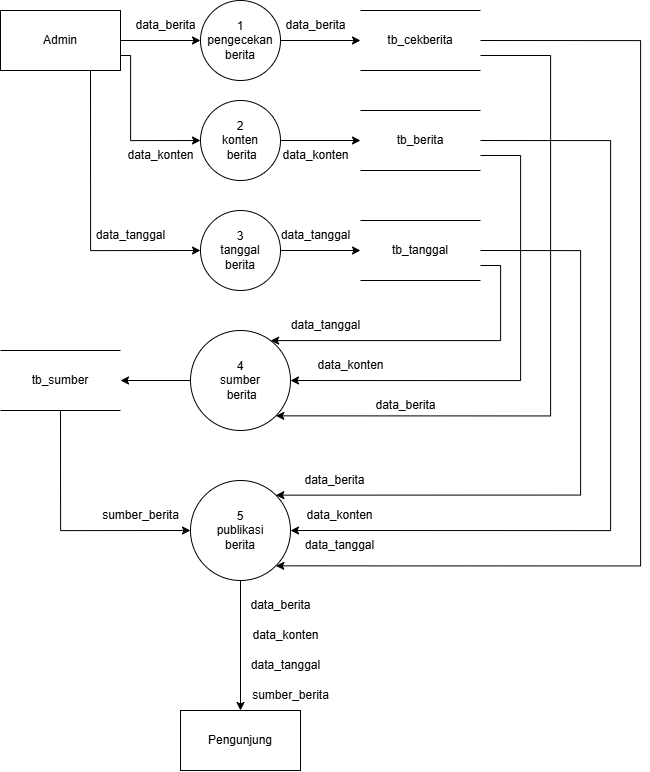 data_berita
data_berita
Admin
1
pengecekan
berita
tb_cekberita
2
konten
berita
tb_berita
data_konten
data_konten
data_tanggal
data_tanggal
3
tanggal
berita
tb_tanggal
data_tanggal
data_konten
4
sumber
berita
tb_sumber
data_berita
data_berita
sumber_berita
5
publikasi
berita
data_konten
data_tanggal
data_berita
data_konten
data_tanggal
sumber_berita
Pengunjung